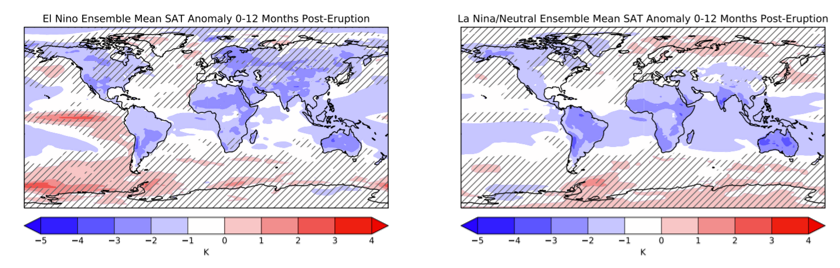 El Nino Ensemble Mean SAT Anomaly 0-12 Months Post-Eruption
La Nina/Neutral Ensemble Mean SAT Anomaly 0-12 Months Post-Eruption
−5 −4 −3 −2 −1 0 1 2 3 4
K
−5 −4 −3 −2 −1 0 1 2 3 4
K